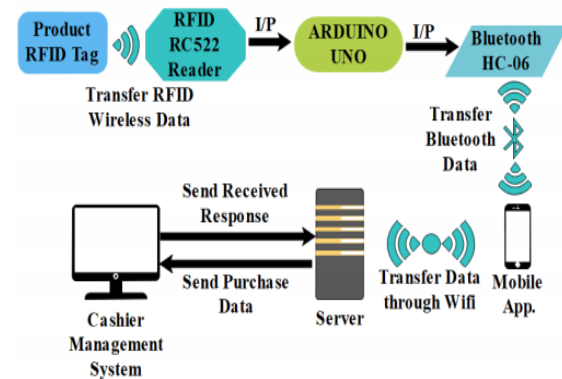 Product
RFID Tag
RFID
RC522
Reader
I/P
ARDUINO
UNO
I/P
Bluetooth
HC-06
Transfer RFID
Wireless Data
Transfer
Bluetooth
Data
Send Received
Response
Send Purchase
Data
Transfer Data
through Wifi
Mobile
App.
Server
Cashier
Management
System